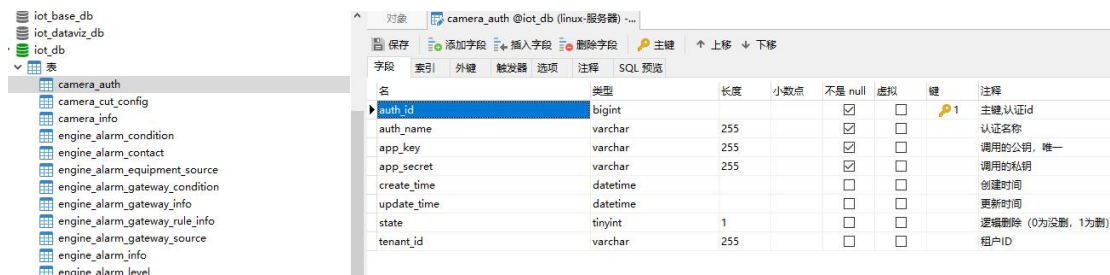 iot_base_db
iot_dataviz_db
iot_db
表
camera_auth
camera_cut_config
camera_info
engine_alarm_condition
engine_alarm_contact
engine_alarm_equipment_source
engine_alarm_gateway_condition
engine_alarm_gateway_info
engine_alarm_gateway_rule_info
engine_alarm_gateway_source
engine_alarm_info
engine_alarm_level
对象 camera_auth @iot_db (linux-服务器) -...
保存 添加字段 插入字段 删除字段 主键 上移 下移
字段 索引 外键 触发器 选项 注释 SQL 预览
名 类型 长度 小数点 不是 null 虚拟 键 注释
auth_id bigint 1 主键,认证id
auth_name varchar 255 认证名称
app_key varchar 255 调用的公钥，唯一
app_secret varchar 255 调用的私钥
create_time datetime 创建时间
update_time datetime 更新时间
state tinyint 1 逻辑删除（0为没删，1为删)
tenant_id varchar 255 租户ID